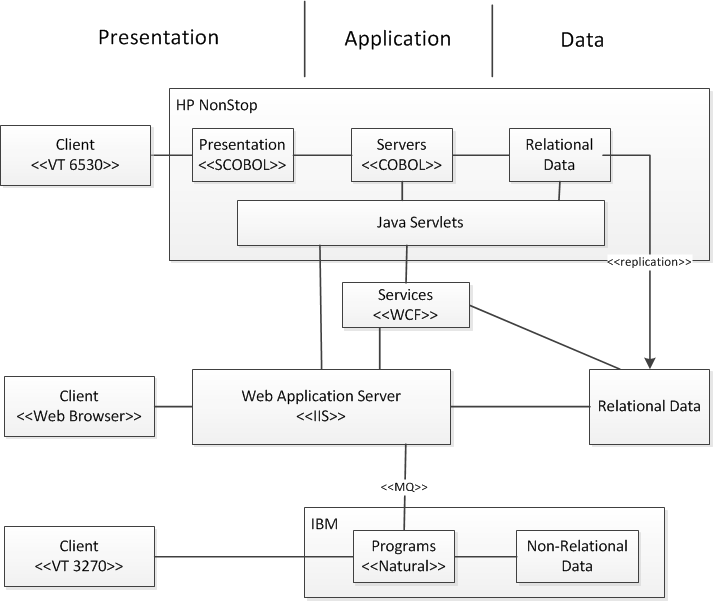 Presentation
Application
Data
HP NonStop
Client
<<VT 6530>>
Presentation
<<SCOBOL>>
Servers
<<COBOL>>
Relational
Data
Java Servlets
<<replication>>
Services
<<WCF>>
Client
<<Web Browser>>
Web Application Server
<<IIS>>
Relational Data
<<MQ>>
IBM
Client
<<VT 3270>>
Programs
<<Natural>>
Non-Relational
Data